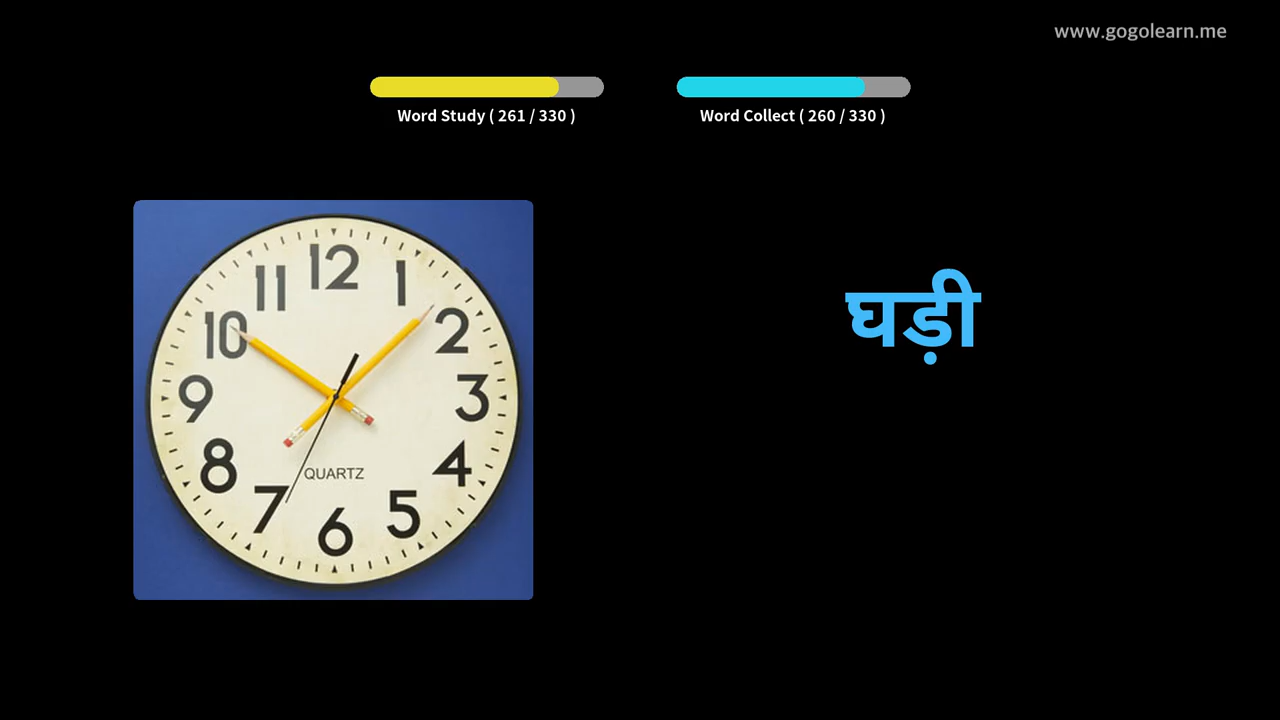 www.gogolearn.me
Word Study ( 261 / 330 )
Word Collect ( 260 / 330 )
घड़ी
12
11
1
10
2
9
3
8
4
QUARTZ
7
5
6